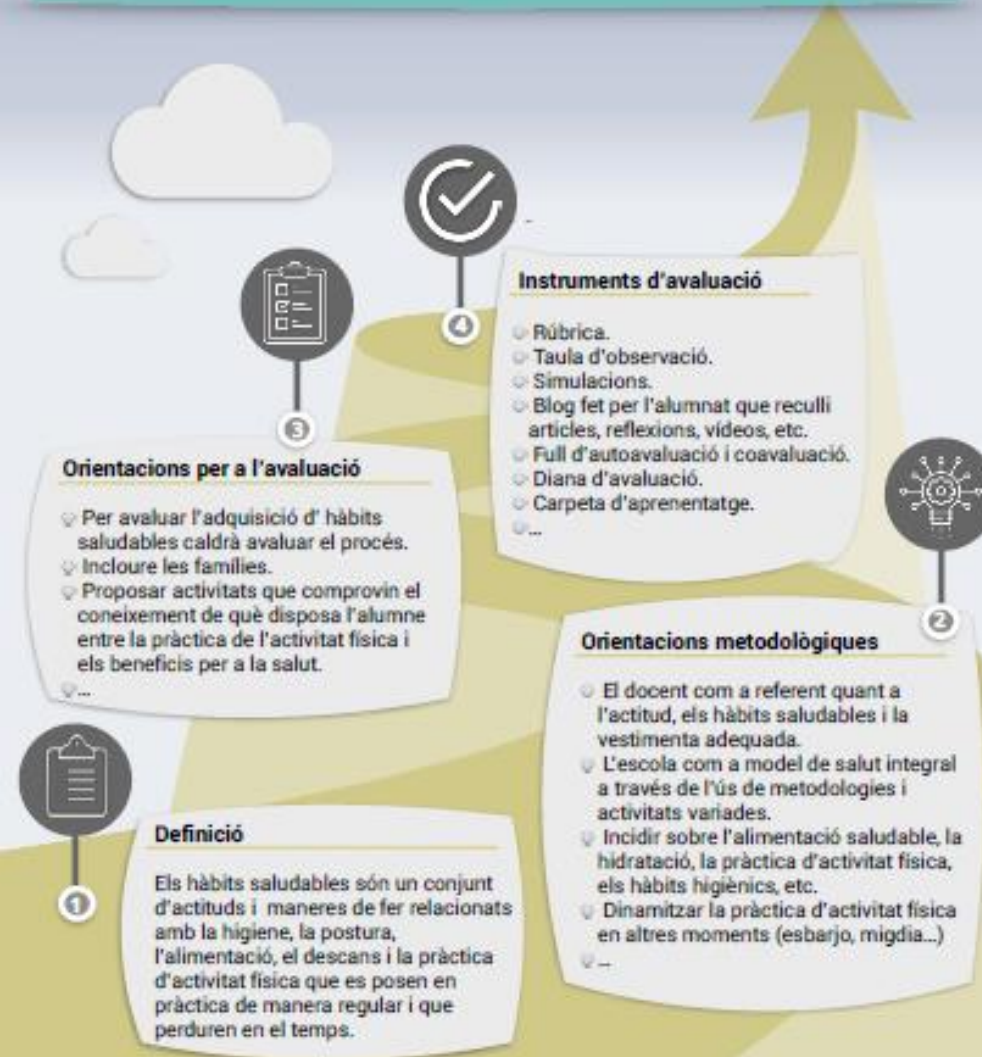 1
Definició
Els hàbits saludables són un conjunt
d'actituds i maneres de fer relacionats
amb la higiene, la postura,
l'alimentació, el descans i la pràctica
d'activitat física que es posen en
pràctica de manera regular i que
perduren en el temps.
2
Orientacions metodològiques
El docent com a referent quant a
l'actitud, els hàbits saludables i la
vestimenta adequada.
L'escola com a model de salut integral
a través de l'ús de metodologies i
activitats variades.
Incidir sobre l'alimentació saludable, la
hidratació, la pràctica d'activitat física,
els hàbits higiènics, etc.
Dinamitzar la pràctica d'activitat física
en altres moments (esbarjo, migdia...)
...
3
Orientacions per a l'avaluació
Per avaluar l'adquisició d' hàbits
saludables caldrà avaluar el procés.
Incloure les famílies.
Proposar activitats que comprovin el
coneixement de què disposa l'alumne
entre la pràctica de l'activitat física i
els beneficis per a la salut.
...
4
Instruments d'avaluació
Rúbrica.
Taula d'observació.
Simulacions.
Blog fet per l'alumnat que reculli
articles, reflexions, vídeos, etc.
Full d'autoavaluació i coavaluació.
Diana d'avaluació.
Carpeta d'aprenentatge.
...